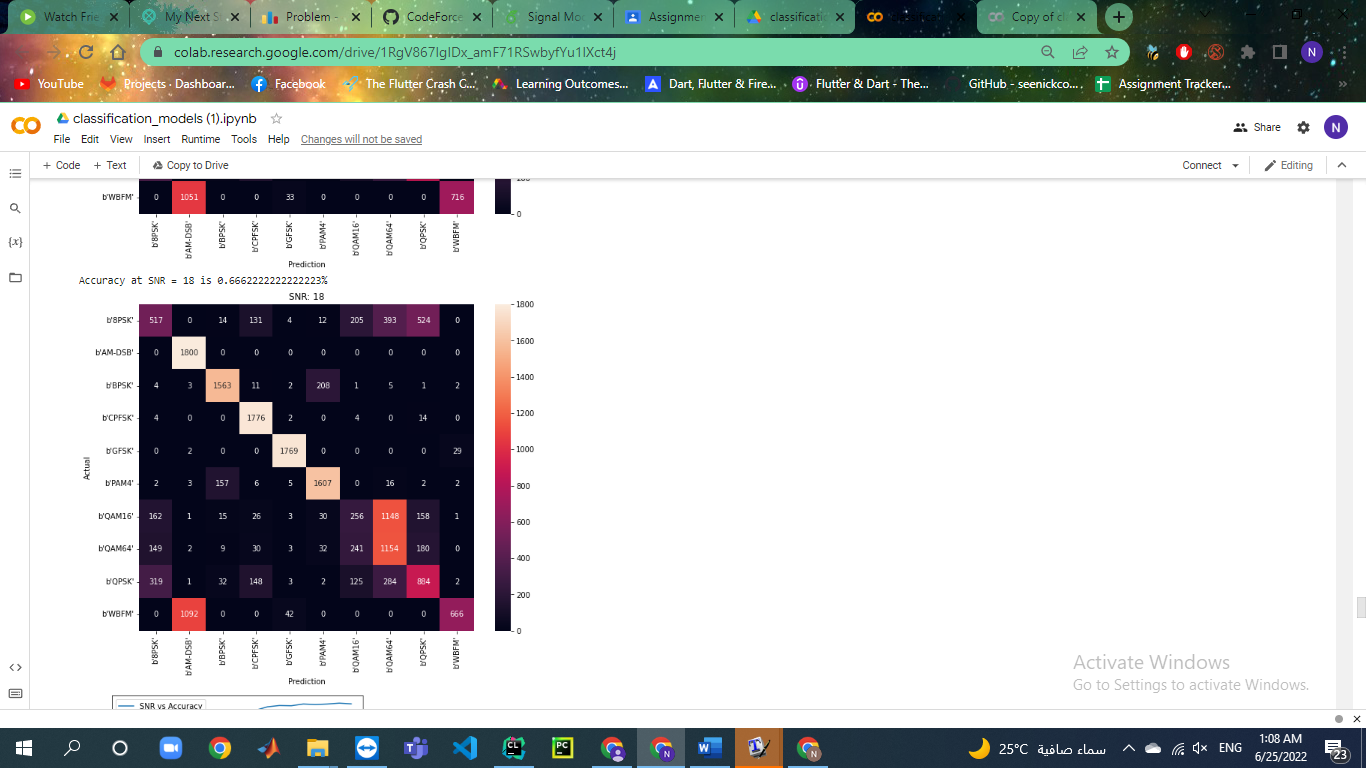 Watch Frie
My Next S
Problem -
CodeForce
Signal Mo
Assignmen
classificatio
Copy of cl
colab.research.google.com/drive/1RgV867IgIDx_amF71RSwbyfYu1IXct4j
N
YouTube
Projects · Dashboar...
Facebook
The Flutter Crash C...
Learning Outcomes...
Dart, Flutter & Fire...
Flutter & Dart - The...
GitHub - seenickco...
Assignment Tracker...
»
classification_models (1).ipynb
File Edit View Insert Runtime Tools Help Changes will not be saved
Share
N
+ Code + Text Copy to Drive
Connect
Editing
b'WBFM' 0 1051 0 0 33 0 0 0 0 716
0
b'8PSK' b'AM-DSB' b'BPSK' b'CPFSK' b'GFSK' b'PAM4' b'QAM16' b'QAM64' b'QPSK' b'WBFM'
Prediction
Accuracy at SNR = 18 is 0.6662222222222223%
SNR: 18
b'8PSK' 517 0 14 131 4 12 205 393 524 0
b'AM-DSB' 0 1800 0 0 0 0 0 0 0 0
b'BPSK' 4 3 1563 11 2 208 1 5 1 2
b'CPFSK' 4 0 0 1776 2 0 4 0 14 0
b'GFSK' 0 2 0 0 1769 0 0 0 0 29
b'PAM4' 2 3 157 6 5 1607 0 16 2 2
b'QAM16' 162 1 15 26 3 30 256 1148 158 1
b'QAM64' 149 2 9 30 3 32 241 1154 180 0
b'QPSK' 319 1 32 148 3 2 125 284 884 2
b'WBFM' 0 1092 0 0 42 0 0 0 0 666
Actual
1800
1600
1400
1200
1000
800
600
400
200
0
b'8PSK' b'AM-DSB' b'BPSK' b'CPFSK' b'GFSK' b'PAM4' b'QAM16' b'QAM64' b'QPSK' b'WBFM'
Prediction
SNR vs Accuracy
Activate Windows
Go to Settings to activate Windows.
25°C سماء صافية
ENG
1:08 AM
6/25/2022
23